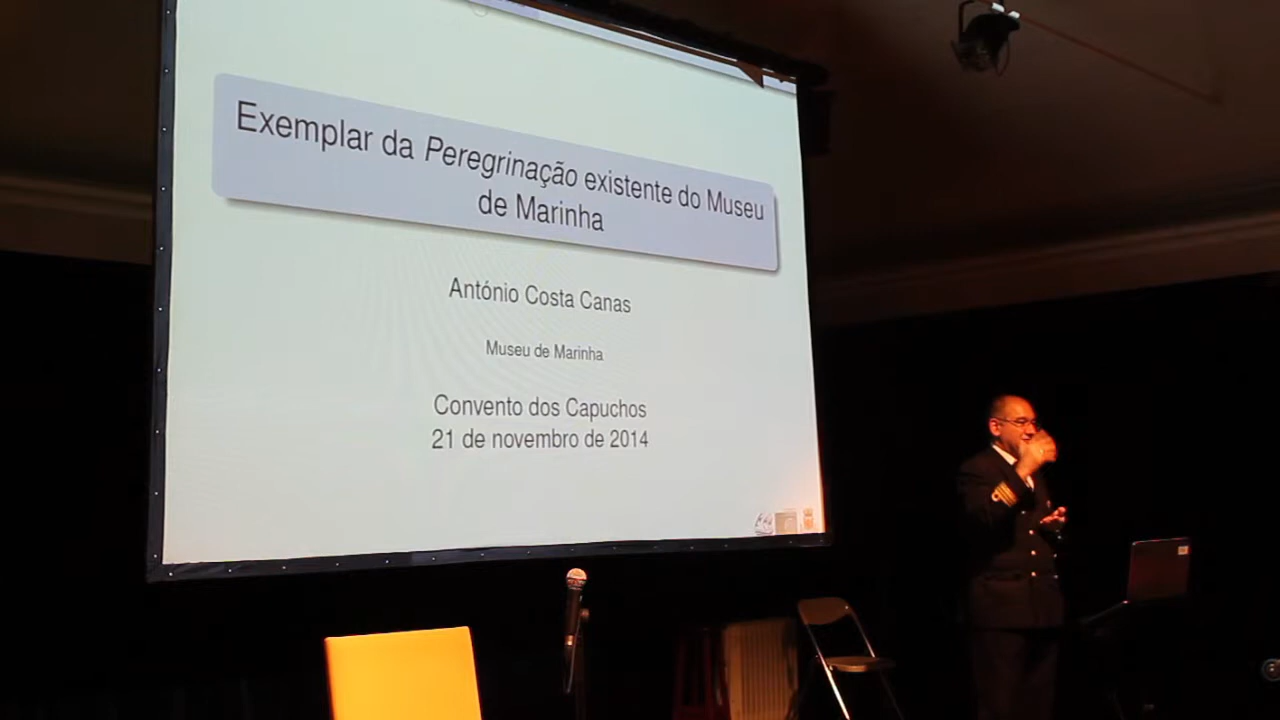 Exemplar da Peregrinação existente do Museu
de Marinha
António Costa Canas
Museu de Marinha
Convento dos Capuchos
21 de novembro de 2014